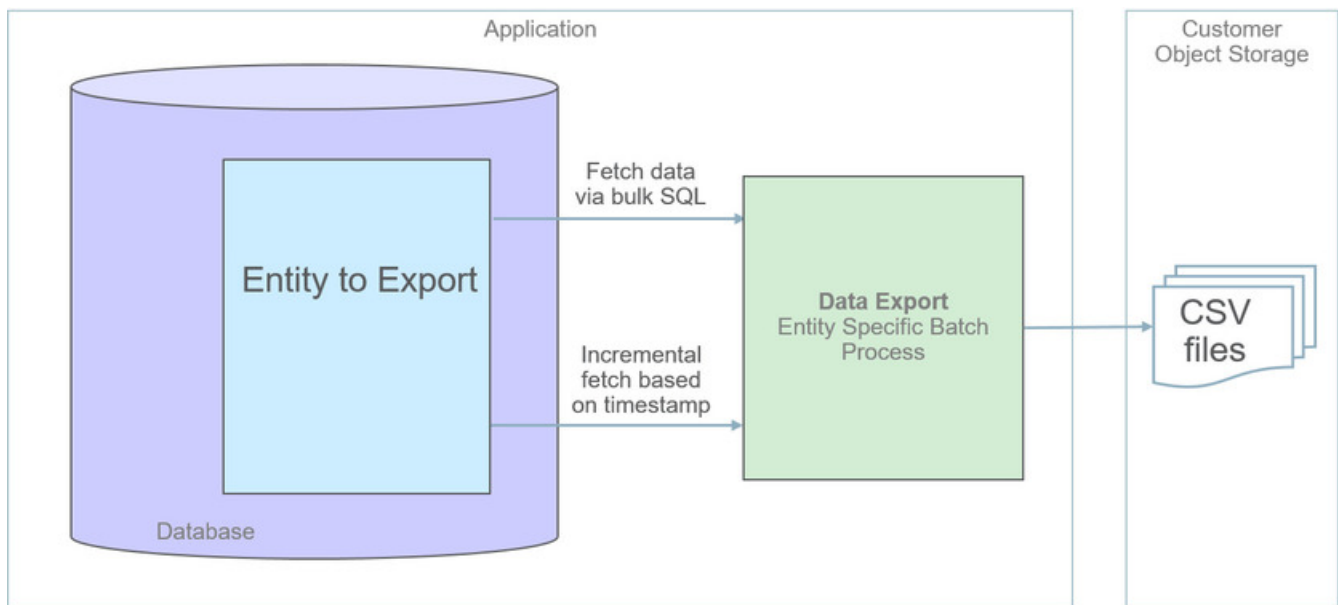 Application
Customer
Object Storage
Fetch data
via bulk SQL
Entity to Export
Data Export
Entity Specific Batch
Process
CSV
files
Incremental
fetch based
on timestamp
Database